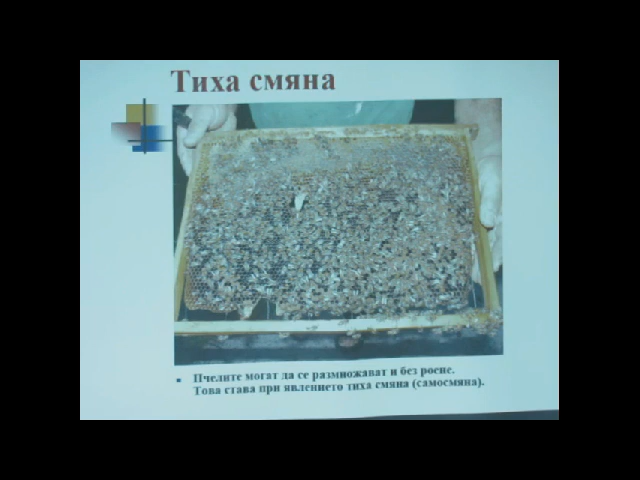 Тиха смяна
Пчелите могат да се размножават и без роене.
Това става при явлението тиха смяна (самосмяна).